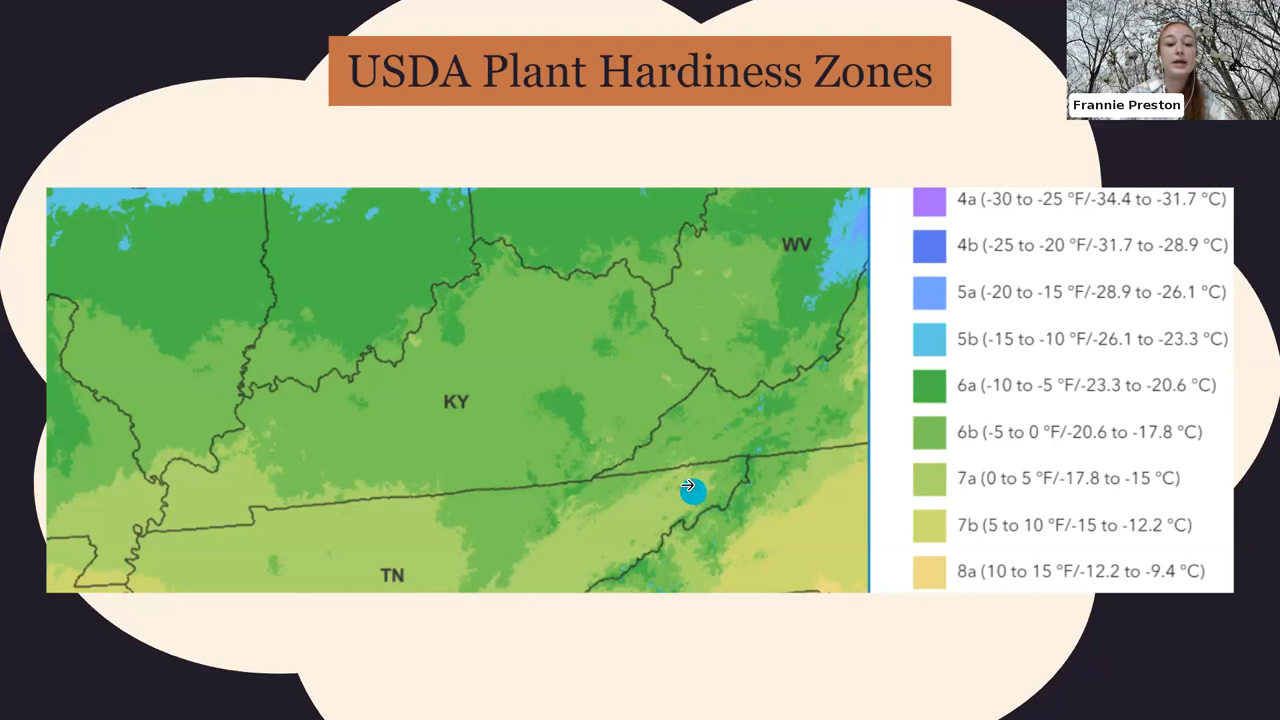 USDA Plant Hardiness Zones
Frannie Preston
WV
KY
TN
4a (-30 to -25 °F/-34.4 to -31.7 °C)
4b (-25 to -20 °F/-31.7 to -28.9 °C)
5a (-20 to -15 °F/-28.9 to -26.1 °C)
5b (-15 to -10 °F/-26.1 to -23.3 °C)
6a (-10 to -5 °F/-23.3 to -20.6 °C)
6b (-5 to 0 °F/-20.6 to -17.8 °C)
7a (0 to 5 °F/-17.8 to -15 °C)
7b (5 to 10 °F/-15 to -12.2 °C)
8a (10 to 15 °F/-12.2 to -9.4 °C)